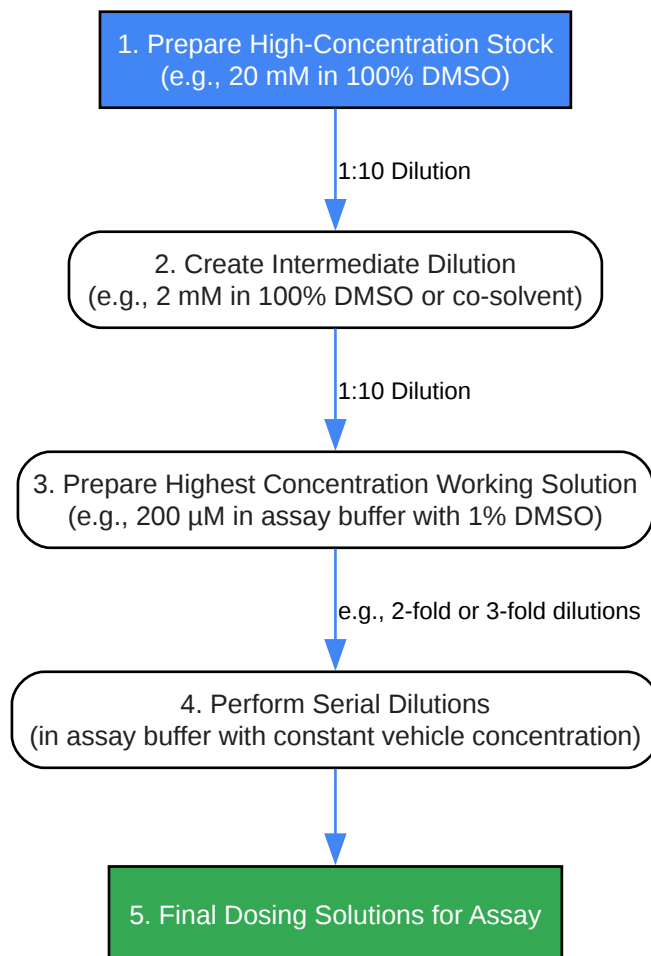 1. Prepare High-Concentration Stock
(e.g., 20 mM in 100% DMSO)
1:10 Dilution
2. Create Intermediate Dilution
(e.g., 2 mM in 100% DMSO or co-solvent)
1:10 Dilution
3. Prepare Highest Concentration Working Solution
(e.g., 200 µM in assay buffer with 1% DMSO)
e.g., 2-fold or 3-fold dilutions
4. Perform Serial Dilutions
(in assay buffer with constant vehicle concentration)
5. Final Dosing Solutions for Assay